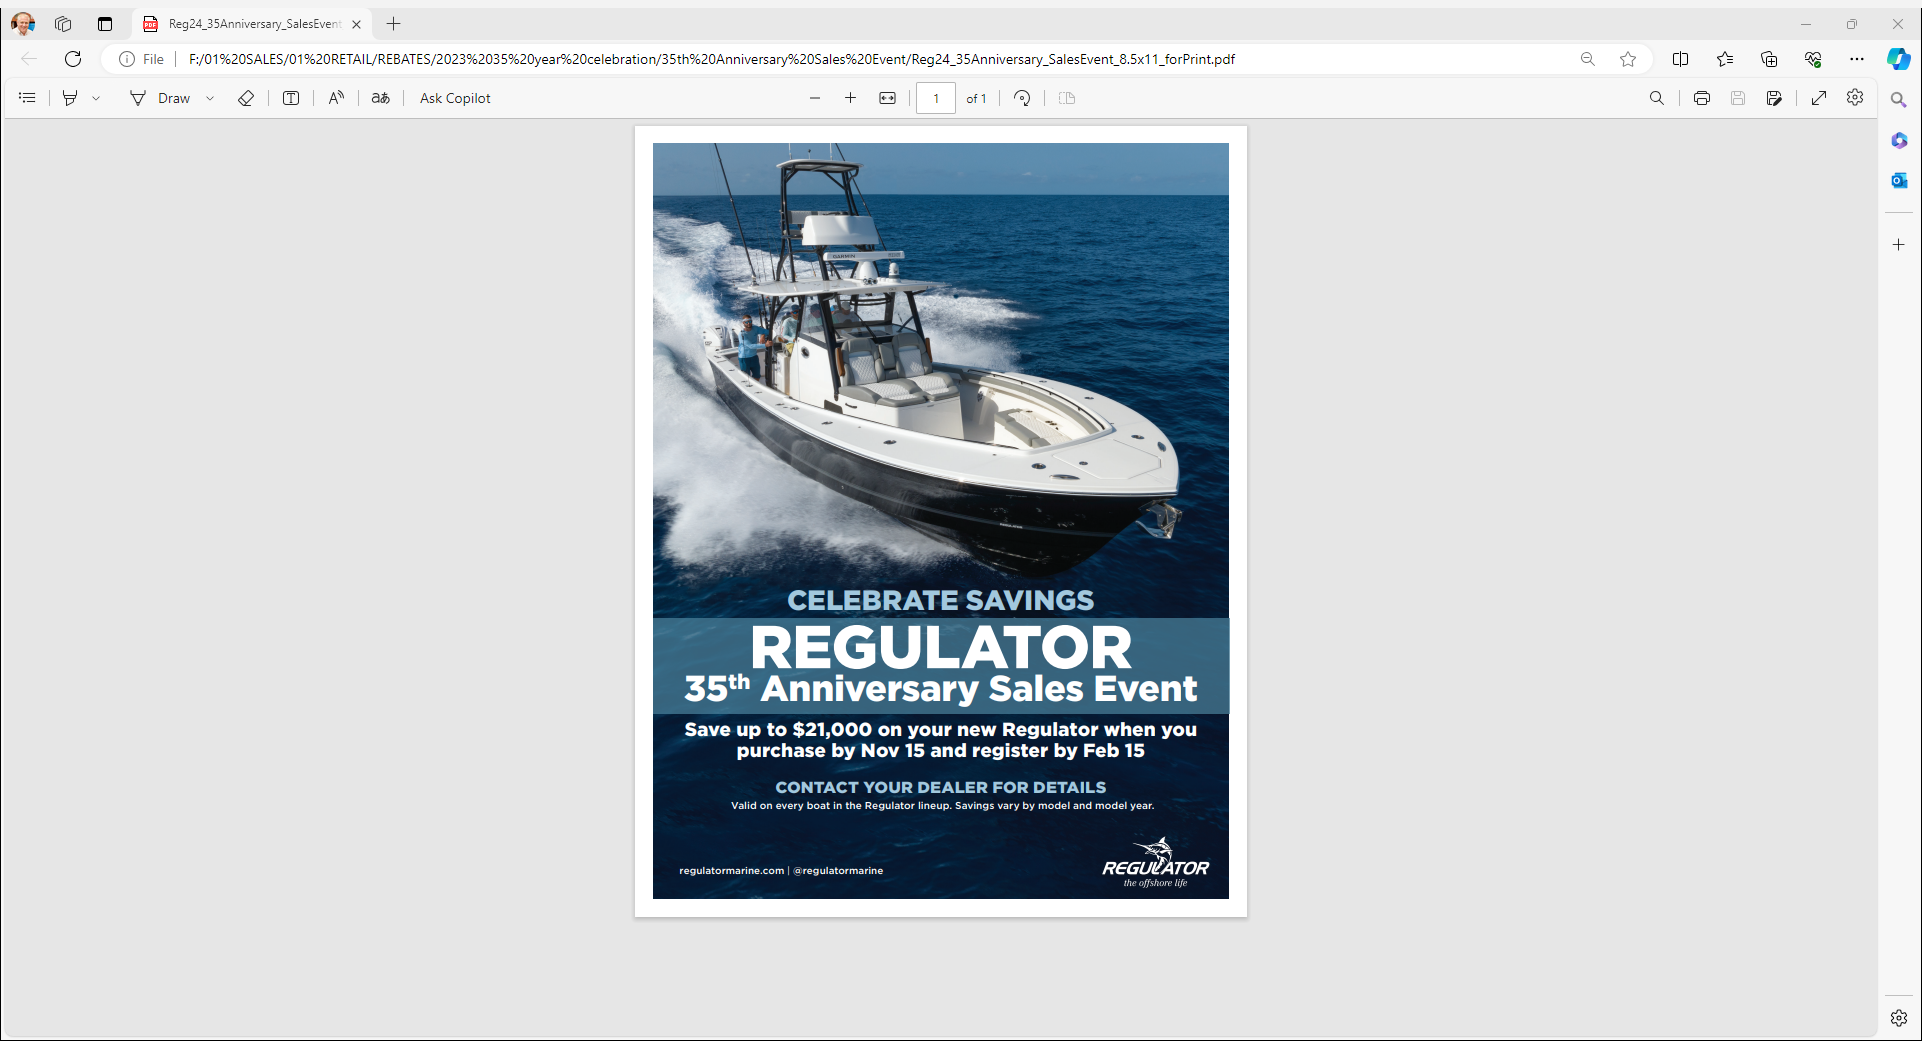 Reg24_35Anniversary_SalesEvent
File
F:/01%20SALES/01%20RETAIL/REBATES/2023%2035%20year%20celebration/35th%20Anniversary%20Sales%20Event/Reg24_35Anniversary_SalesEvent_8.5x11_forPrint.pdf
Draw
Ask Copilot
1 of 1
GARMIN
CELEBRATE SAVINGS
REGULATOR
35th Anniversary Sales Event
Save up to $21,000 on your new Regulator when you
purchase by Nov 15 and register by Feb 15
CONTACT YOUR DEALER FOR DETAILS
Valid on every boat in the Regulator lineup. Savings vary by model and model year.
regulatormarine.com | @regulatormarine
REGULATOR
the offshore life